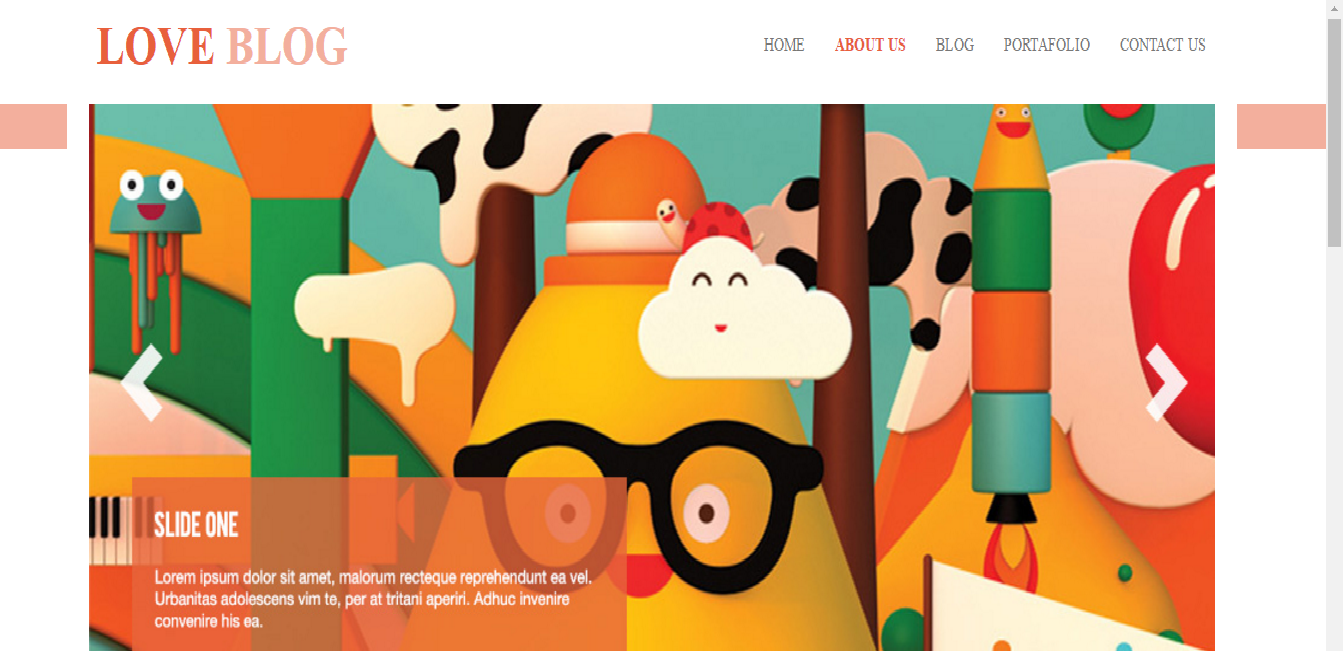 LOVE BLOG
HOME ABOUT US BLOG PORTAFOLIO CONTACT US
SLIDE ONE
Lorem ipsum dolor sit amet, malorum recteque reprehendunt ea vel.
Urbanitas adolescens vim te, per at tritani aperiri. Adhuc invenire
convenire his ea.